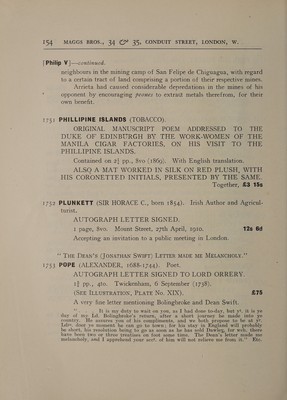 154 MAGGS BROS., 34 & 35, CONDUIT STREET, LONDON, W.
[Philip V]—continued.
neighbours in the mining camp of San Felipe de Chiguagua, with regard
to a certain tract of land comprising a portion of their respective mines.
Arrieta had caused considerable depredations in the mines of his
opponent by encouraging to extract metals therefrom, for their
own benefit.
1751 PHILLIPINE ISLANDS (TOBACCO).
ORIGINAL MANUSCRIPT POEM ADDRESSED TO THE
DUKE OF EDINBURGH BY THE WORK-WOMEN OF THE
MANILA CIGAR FACTORIES, ON HIS VISIT TO THE
PHILLIPINE ISLANDS.
Contained on 2½ pp., 8vo (1869). With English translation.
ALSO A MAT WORKED IN SILK ON RED PLUSH, WITH
HIS CORONETTED INITIALS, PRESENTED BY THE SAME.
Together, £3 15s
1752 PLUNKETT (SIR HORACE C., born 1854). Irish Author and Agricul-
turist.
AUTOGRAPH LETTER SIGNED.
1 page, 8vo. Mount Street, 27th April, 1910. 12s 6d
Accepting an invitation to a public meeting in London.
"THE DEAN'S (JONATHAN SWIFT) LETTER MADE ME MELANCHOLY."
1753 POPE (ALEXANDER, 1688-1744). Poet.
AUTOGRAPH LETTER SIGNED TO LORD ORRERY.
1¾ pp., 4to. Twickenham, 6 September (1738).
(SEE ILLUSTRATION, PLATE No. XIX). £75
A very fine letter mentioning Bolingbroke and Dean Swift.
" It is my duty to wait on you, as I had done to-day, but yt. it is ye
day of my Ld. Bolingbroke's return, after a short journey he made into ye
country. He assures you of his compliments, and we both propose to be at yr.
Ldsp. door ye moment he can go to town; for his stay in England will probably
be short, his resolution being to go as soon as he has sold Dawley, for wch. there
have been two or three treatises on foot some time. The Dean's letter made me
melancholy, and I apprehend your sent. of him will not relieve me from it." Etc.